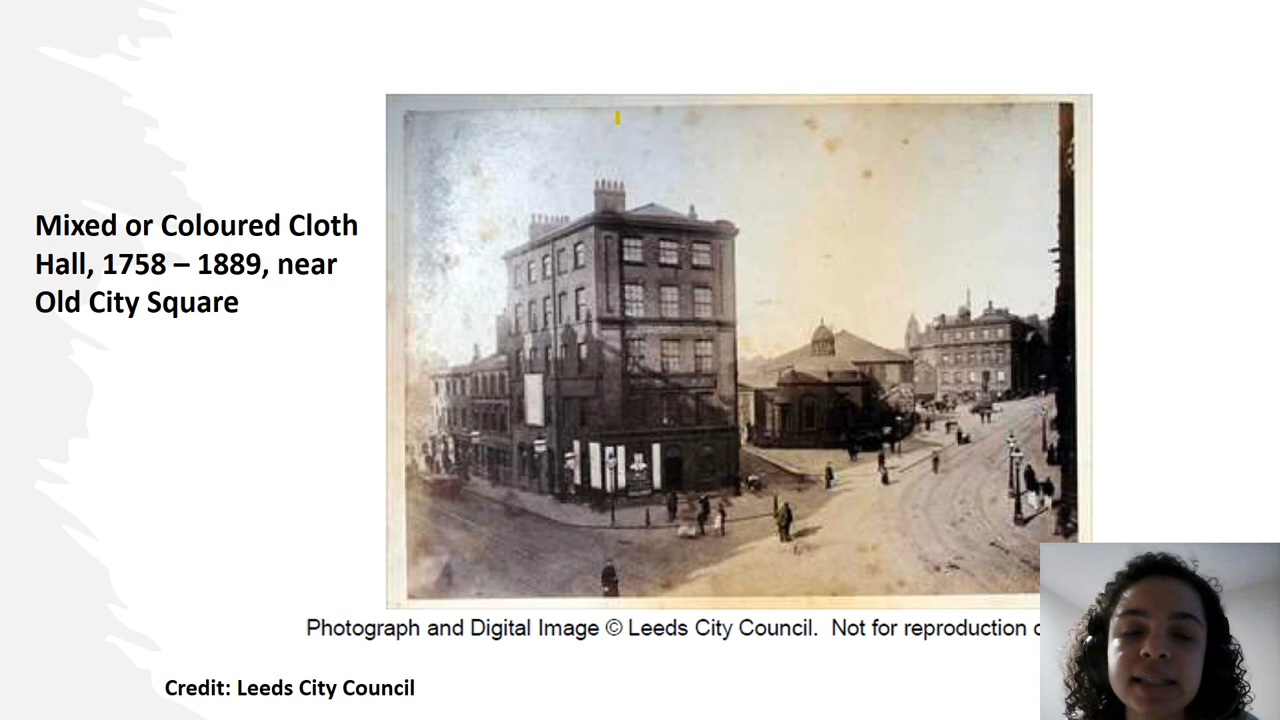 Mixed or Coloured Cloth
Hall, 1758 – 1889, near
Old City Square
Photograph and Digital Image © Leeds City Council.  Not for reproduction
Credit: Leeds City Council